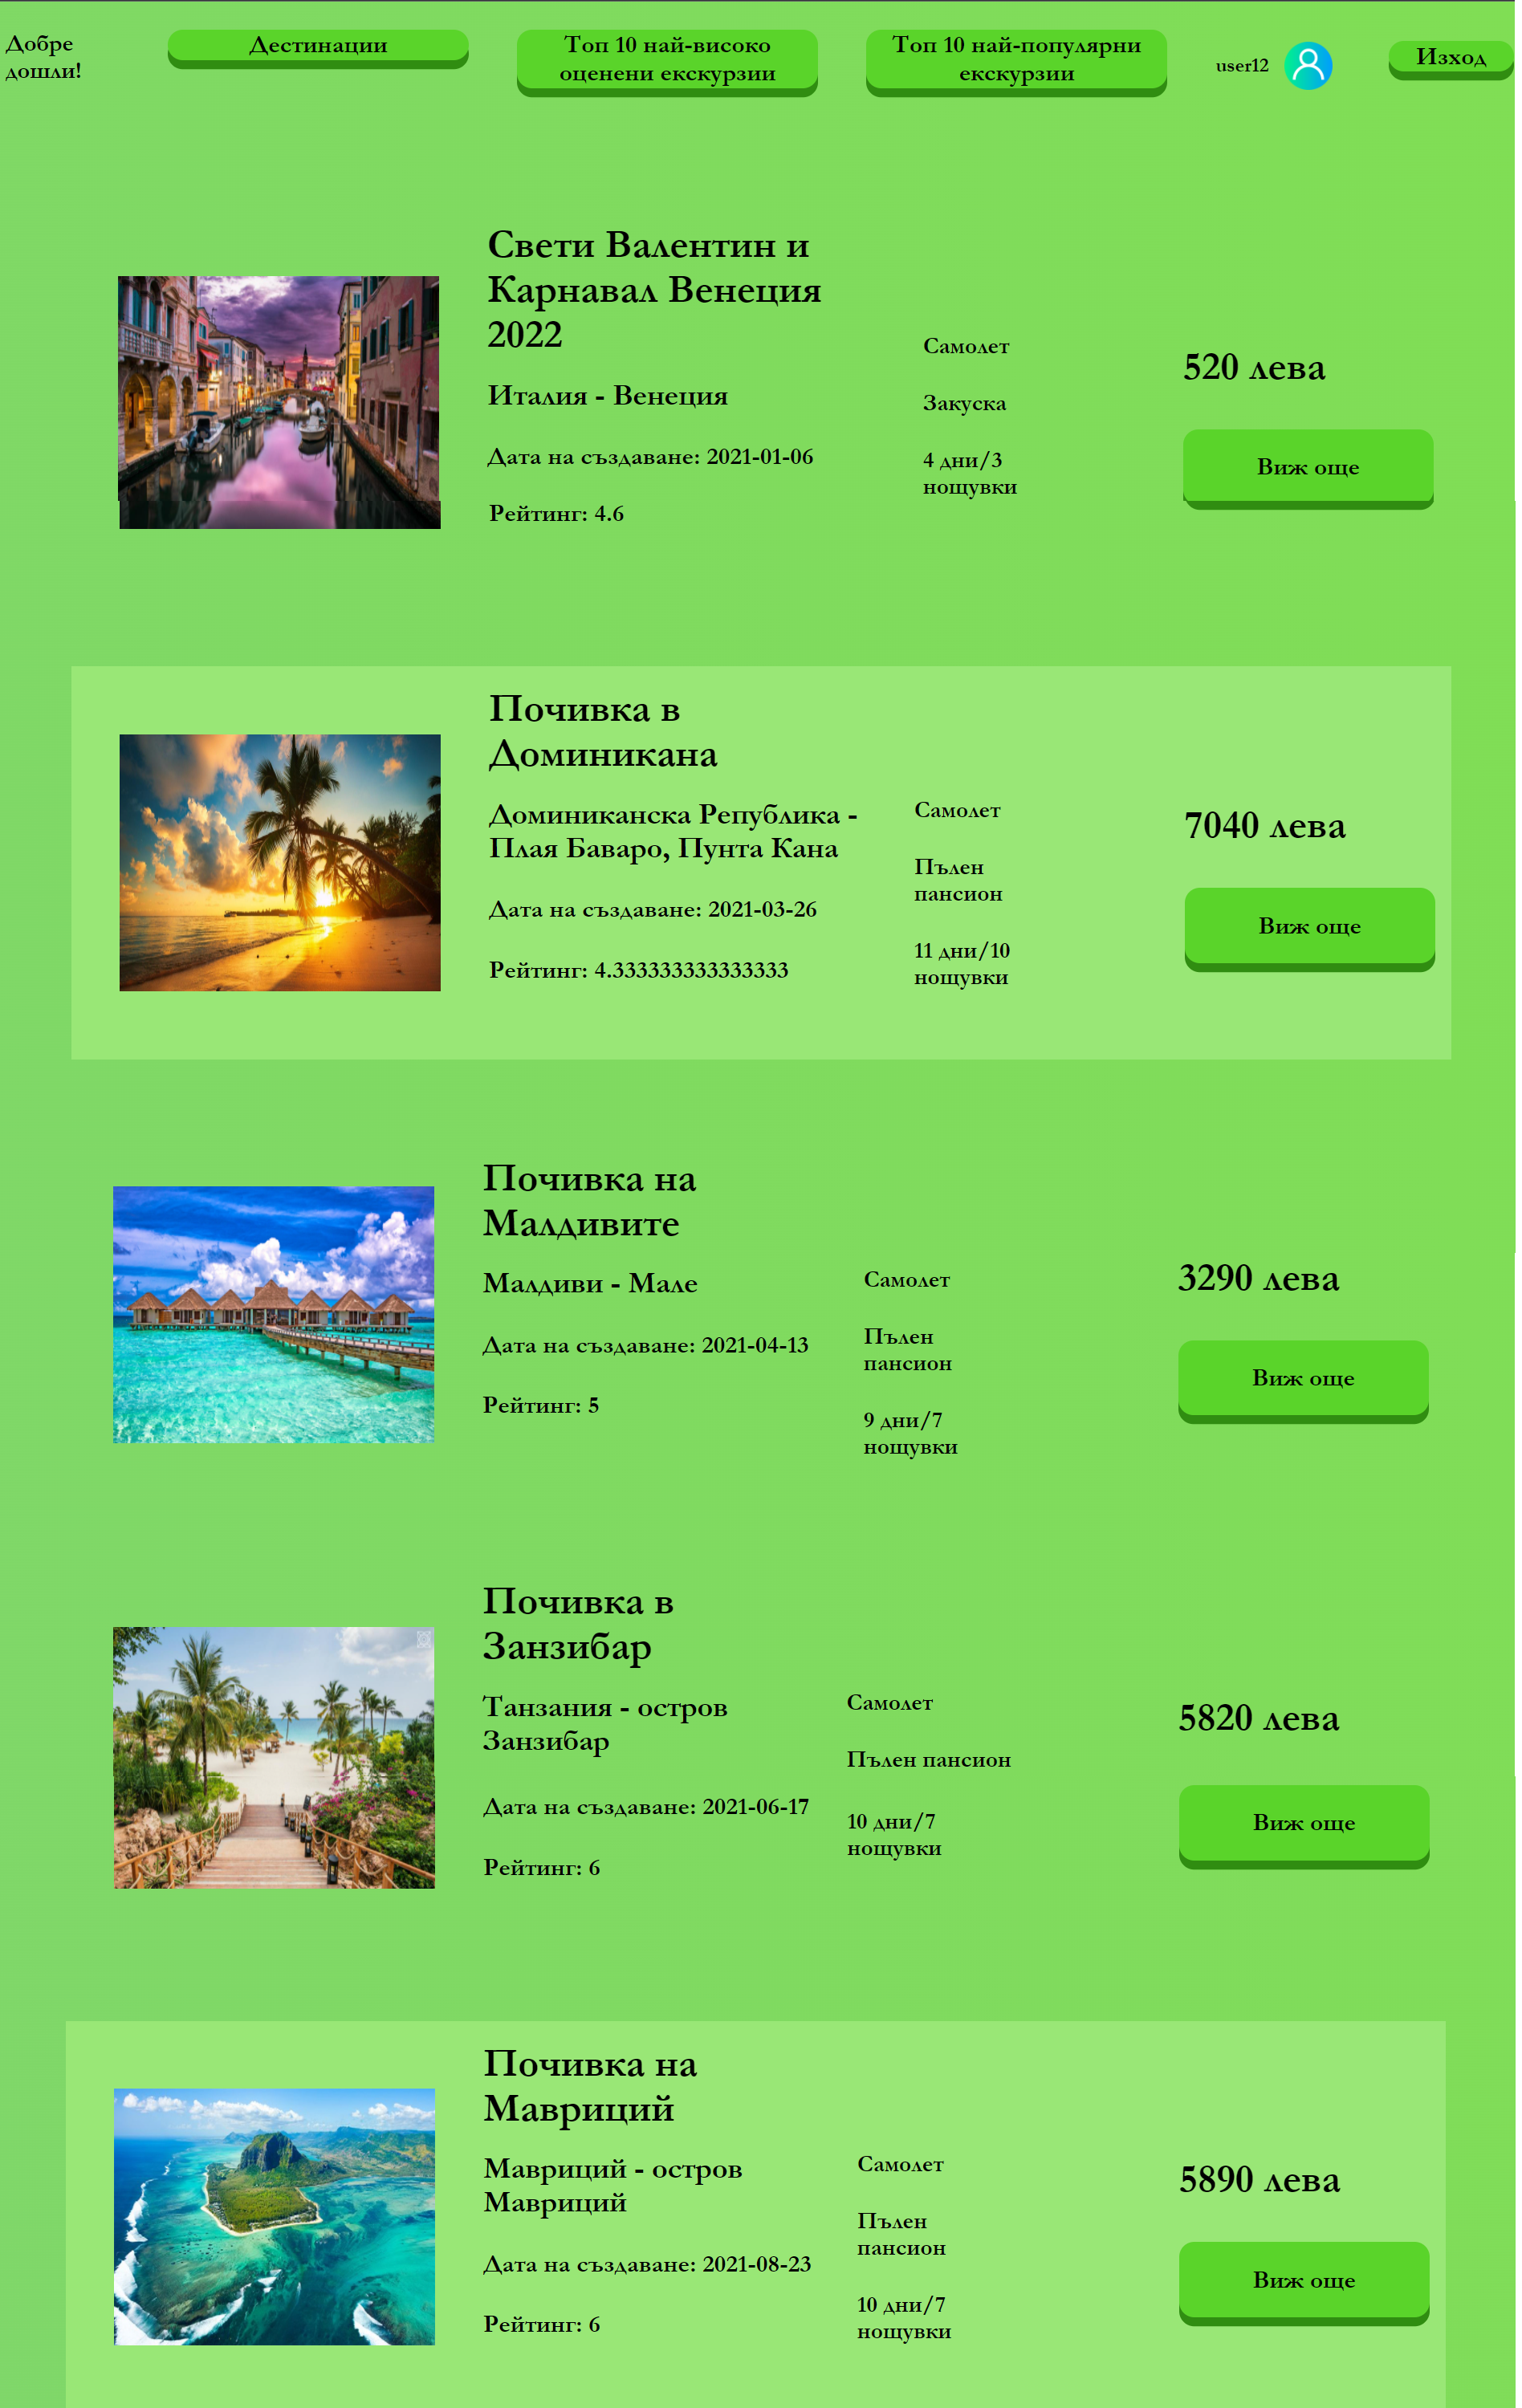 Добре
дошли!
Дестинации
Топ 10 най-високо
оценени екскурзии
Топ 10 най-популярни
екскурзии
user12
Изход
Свети Валентин и
Карнавал Венеция
2022
Италия - Венеция
Дата на създаване: 2021-01-06
Рейтинг: 4.6
Самолет
Закуска
4 дни/3
нощувки
520 лева
Виж още
Почивка в
Доминикана
Доминиканска Република -
Плая Баваро, Пунта Кана
Дата на създаване: 2021-03-26
Рейтинг: 4.333333333333333
Самолет
Пълен
пансион
11 дни/10
нощувки
7040 лева
Виж още
Почивка на
Малдивите
Малдиви - Мале
Дата на създаване: 2021-04-13
Рейтинг: 5
Самолет
Пълен
пансион
9 дни/7
нощувки
3290 лева
Виж още
Почивка в
Занзибар
Танзания - остров
Занзибар
Дата на създаване: 2021-06-17
Рейтинг: 6
Самолет
Пълен пансион
10 дни/7
нощувки
5820 лева
Виж още
Почивка на
Мавриций
Мавриций - остров
Мавриций
Дата на създаване: 2021-08-23
Рейтинг: 6
Самолет
Пълен
пансион
10 дни/7
нощувки
5890 лева
Виж още